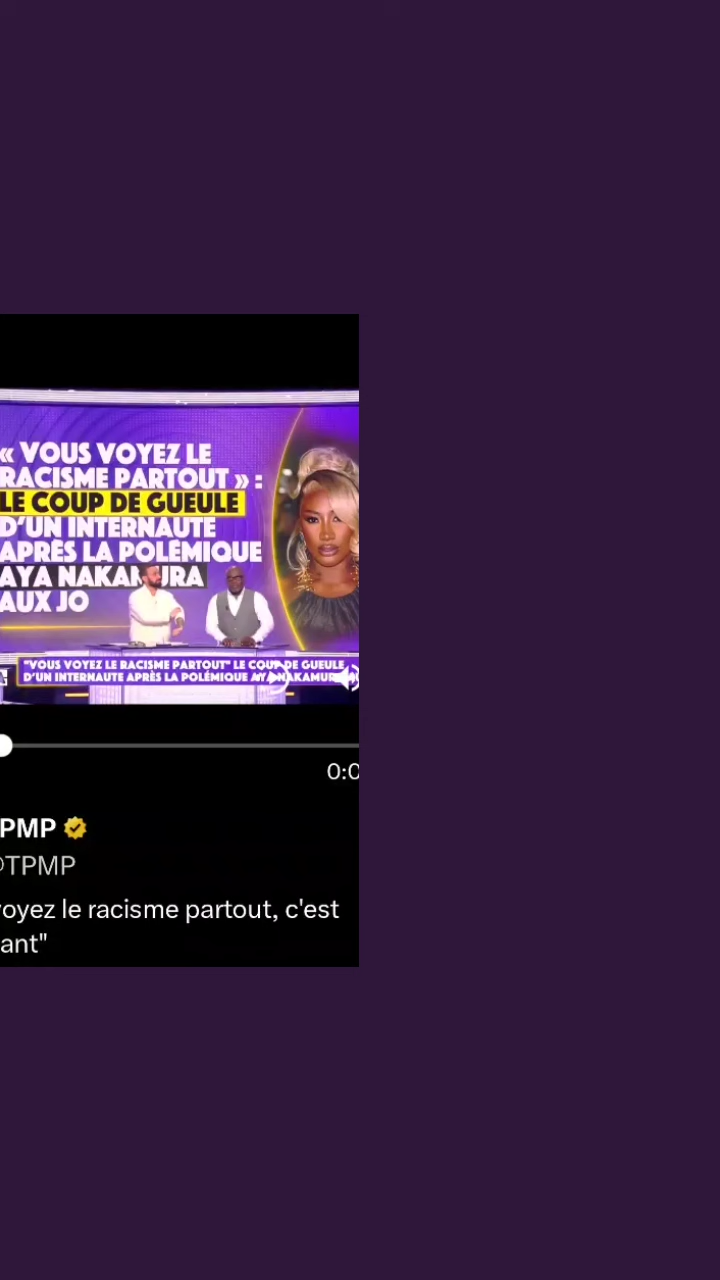 « VOUS VOYEZ LE
RACISME PARTOUT » :
LE COUP DE GUEULE
D'UN INTERNAUTE
APRÈS LA POLÉMIQUE
AYA NAKAMURA
AUX JO
"VOUS VOYEZ LE RACISME PARTOUT" LE COUP DE GUEULE
D'UN INTERNAUTE APRÈS LA POLÉMIQUE AYA NAKAMUR
0:0
PMP
@TPMP
voyez le racisme partout, c'est
ant"